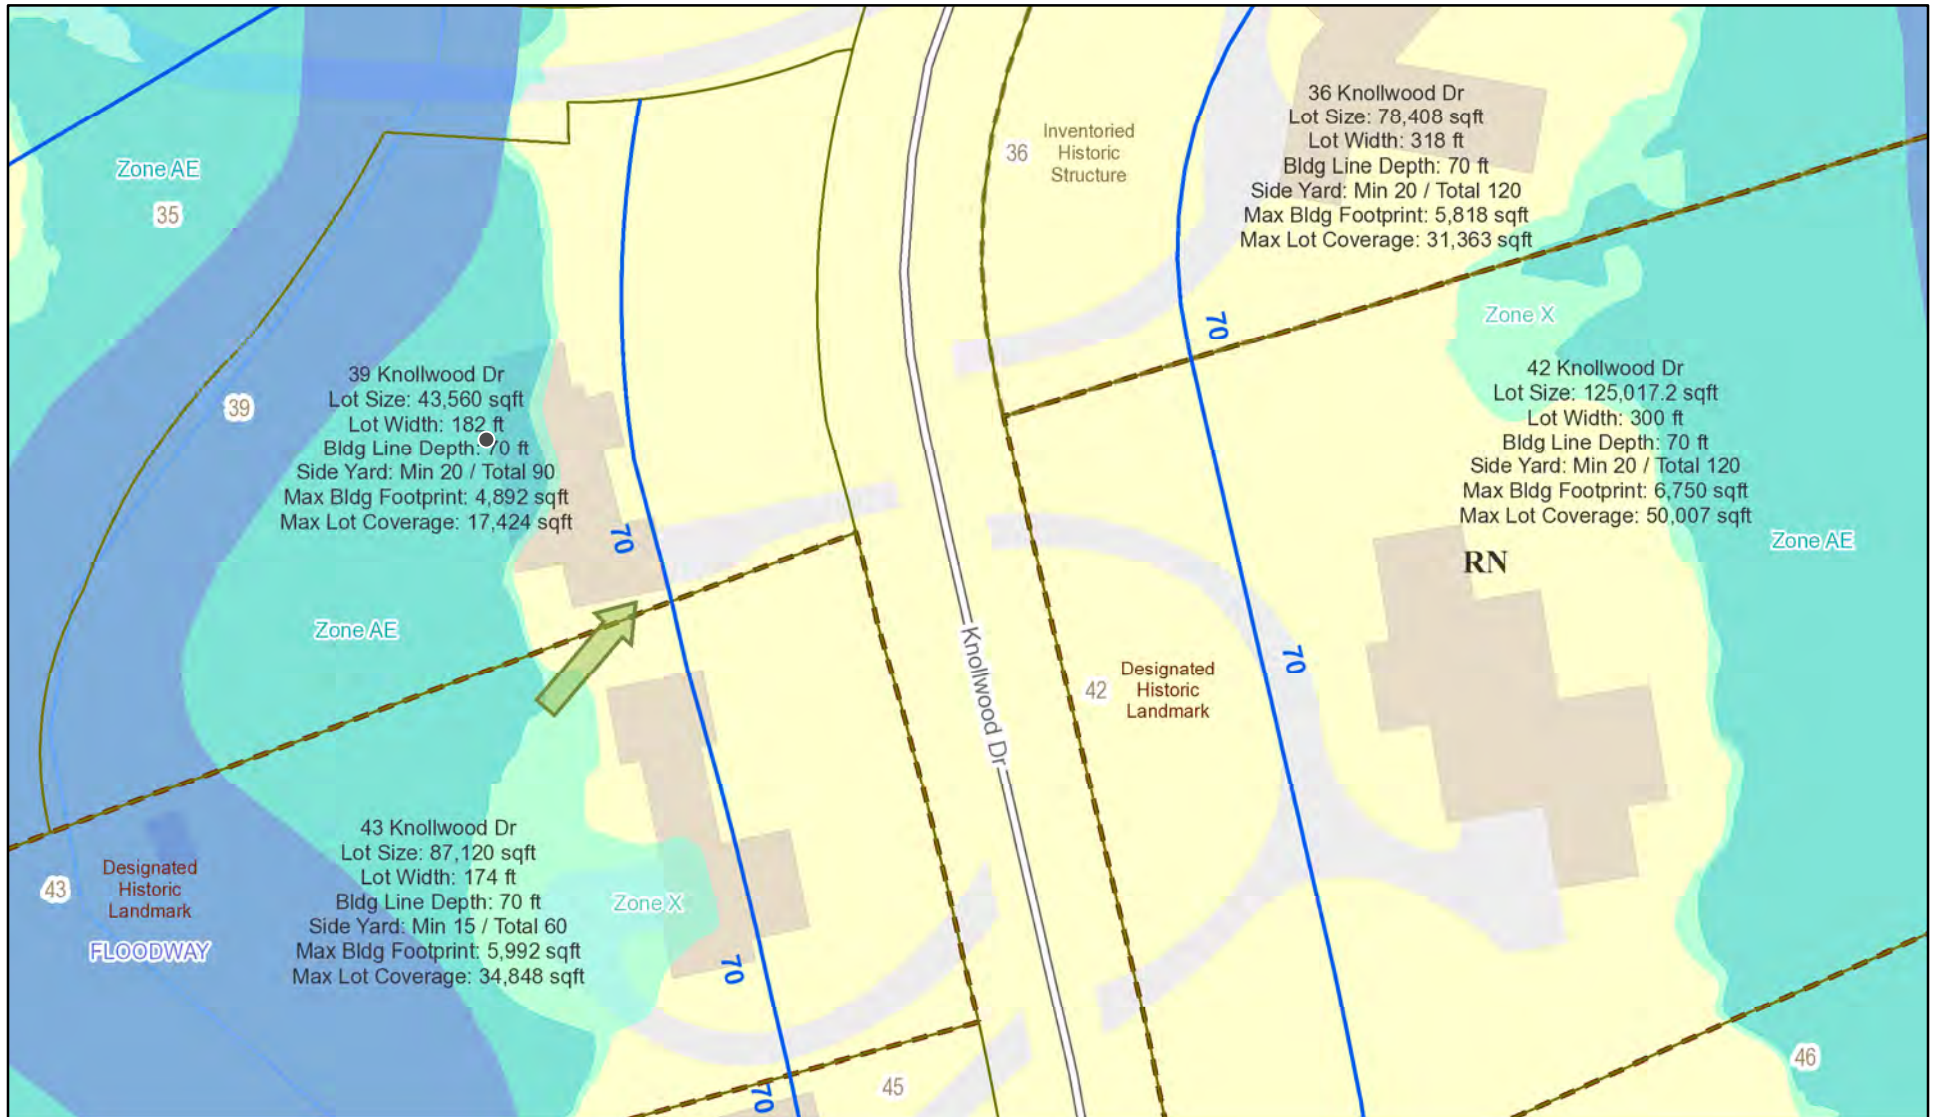 36 Knollwood Dr
Lot Size: 78,408 sqft
Lot Width: 318 ft
Bldg Line Depth: 70 ft
Side Yard: Min 20 / Total 120
Max Bldg Footprint: 5,818 sqft
Max Lot Coverage: 31,363 sqft
36
Inventoried
Historic
Structure
Zone AE
35
70
Zone X
39 Knollwood Dr
Lot Size: 43,560 sqft
Lot Width: 182 ft
Bldg Line Depth: 70 ft
Side Yard: Min 20 / Total 90
Max Bldg Footprint: 4,892 sqft
Max Lot Coverage: 17,424 sqft
39
42 Knollwood Dr
Lot Size: 125,017.2 sqft
Lot Width: 300 ft
Bldg Line Depth: 70 ft
Side Yard: Min 20 / Total 120
Max Bldg Footprint: 6,750 sqft
Max Lot Coverage: 50,007 sqft
70
Zone AE
RN
Zone AE
Knollwood Dr
42
Designated
Historic
Landmark
70
43 Knollwood Dr
Lot Size: 87,120 sqft
Lot Width: 174 ft
Bldg Line Depth: 70 ft
Side Yard: Min 15 / Total 60
Max Bldg Footprint: 5,992 sqft
Max Lot Coverage: 34,848 sqft
43
Designated
Historic
Landmark
FLOODWAY
Zone X
70
70
45
46